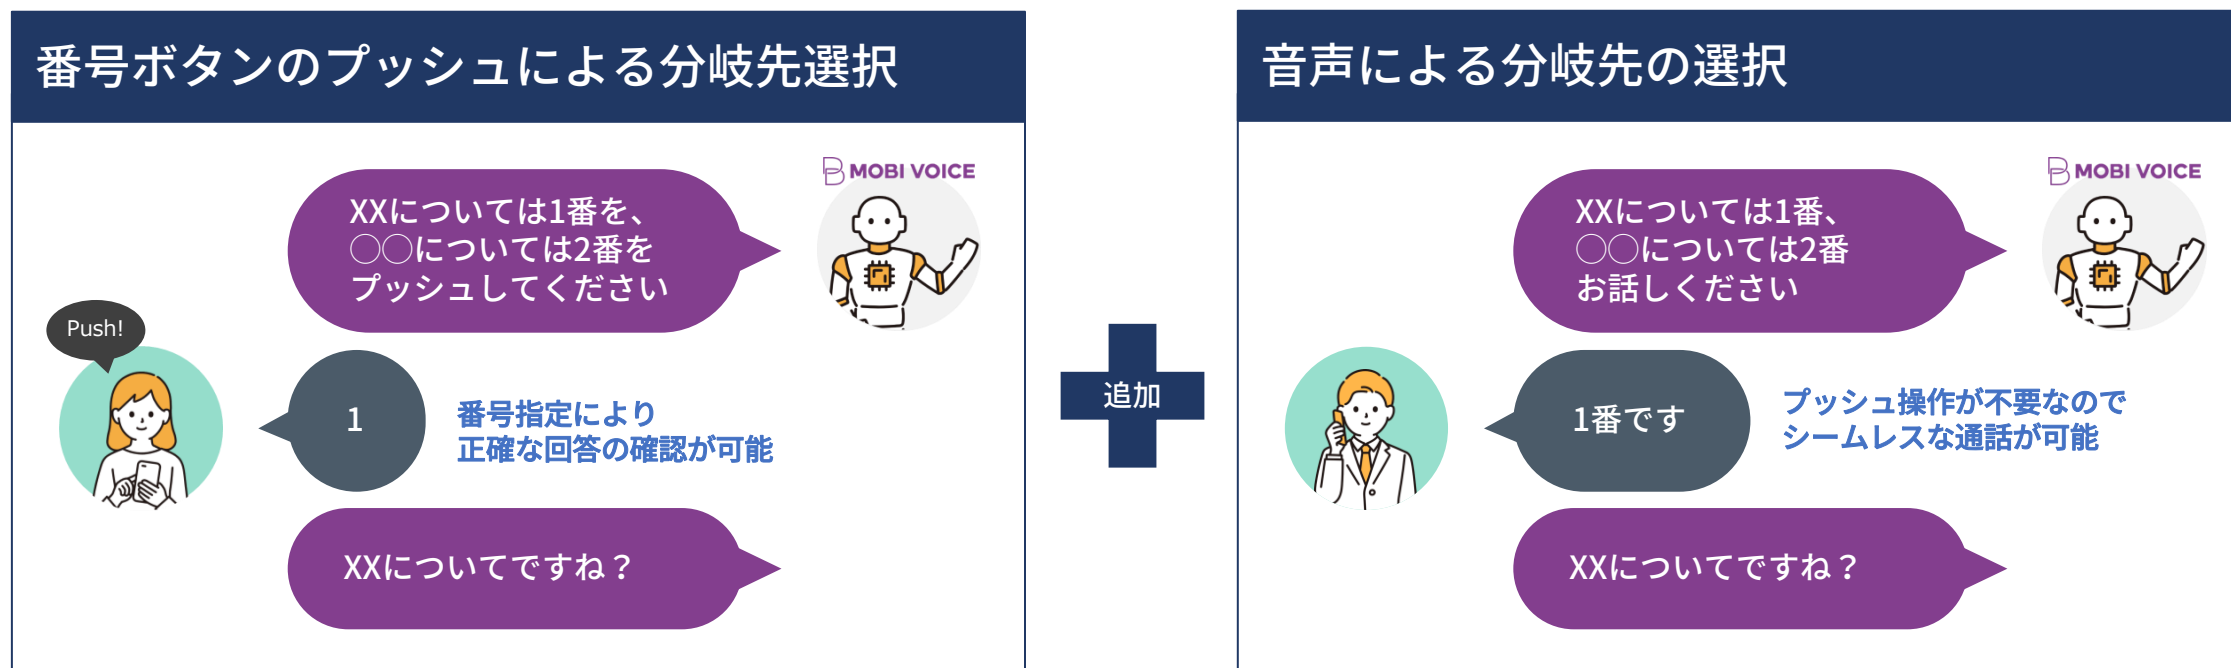 番号ボタンのプッシュによる分岐先選択
MOBI VOICE
XXについては1番を、
〇〇については2番を
プッシュしてください
Push!
1
番号指定により
正確な回答の確認が可能
XXについてですね？
追加
音声による分岐先の選択
MOBI VOICE
XXについては1番、
〇〇については2番
お話しください
1番です
プッシュ操作が不要なので
シームレスな通話が可能
XXについてですね？